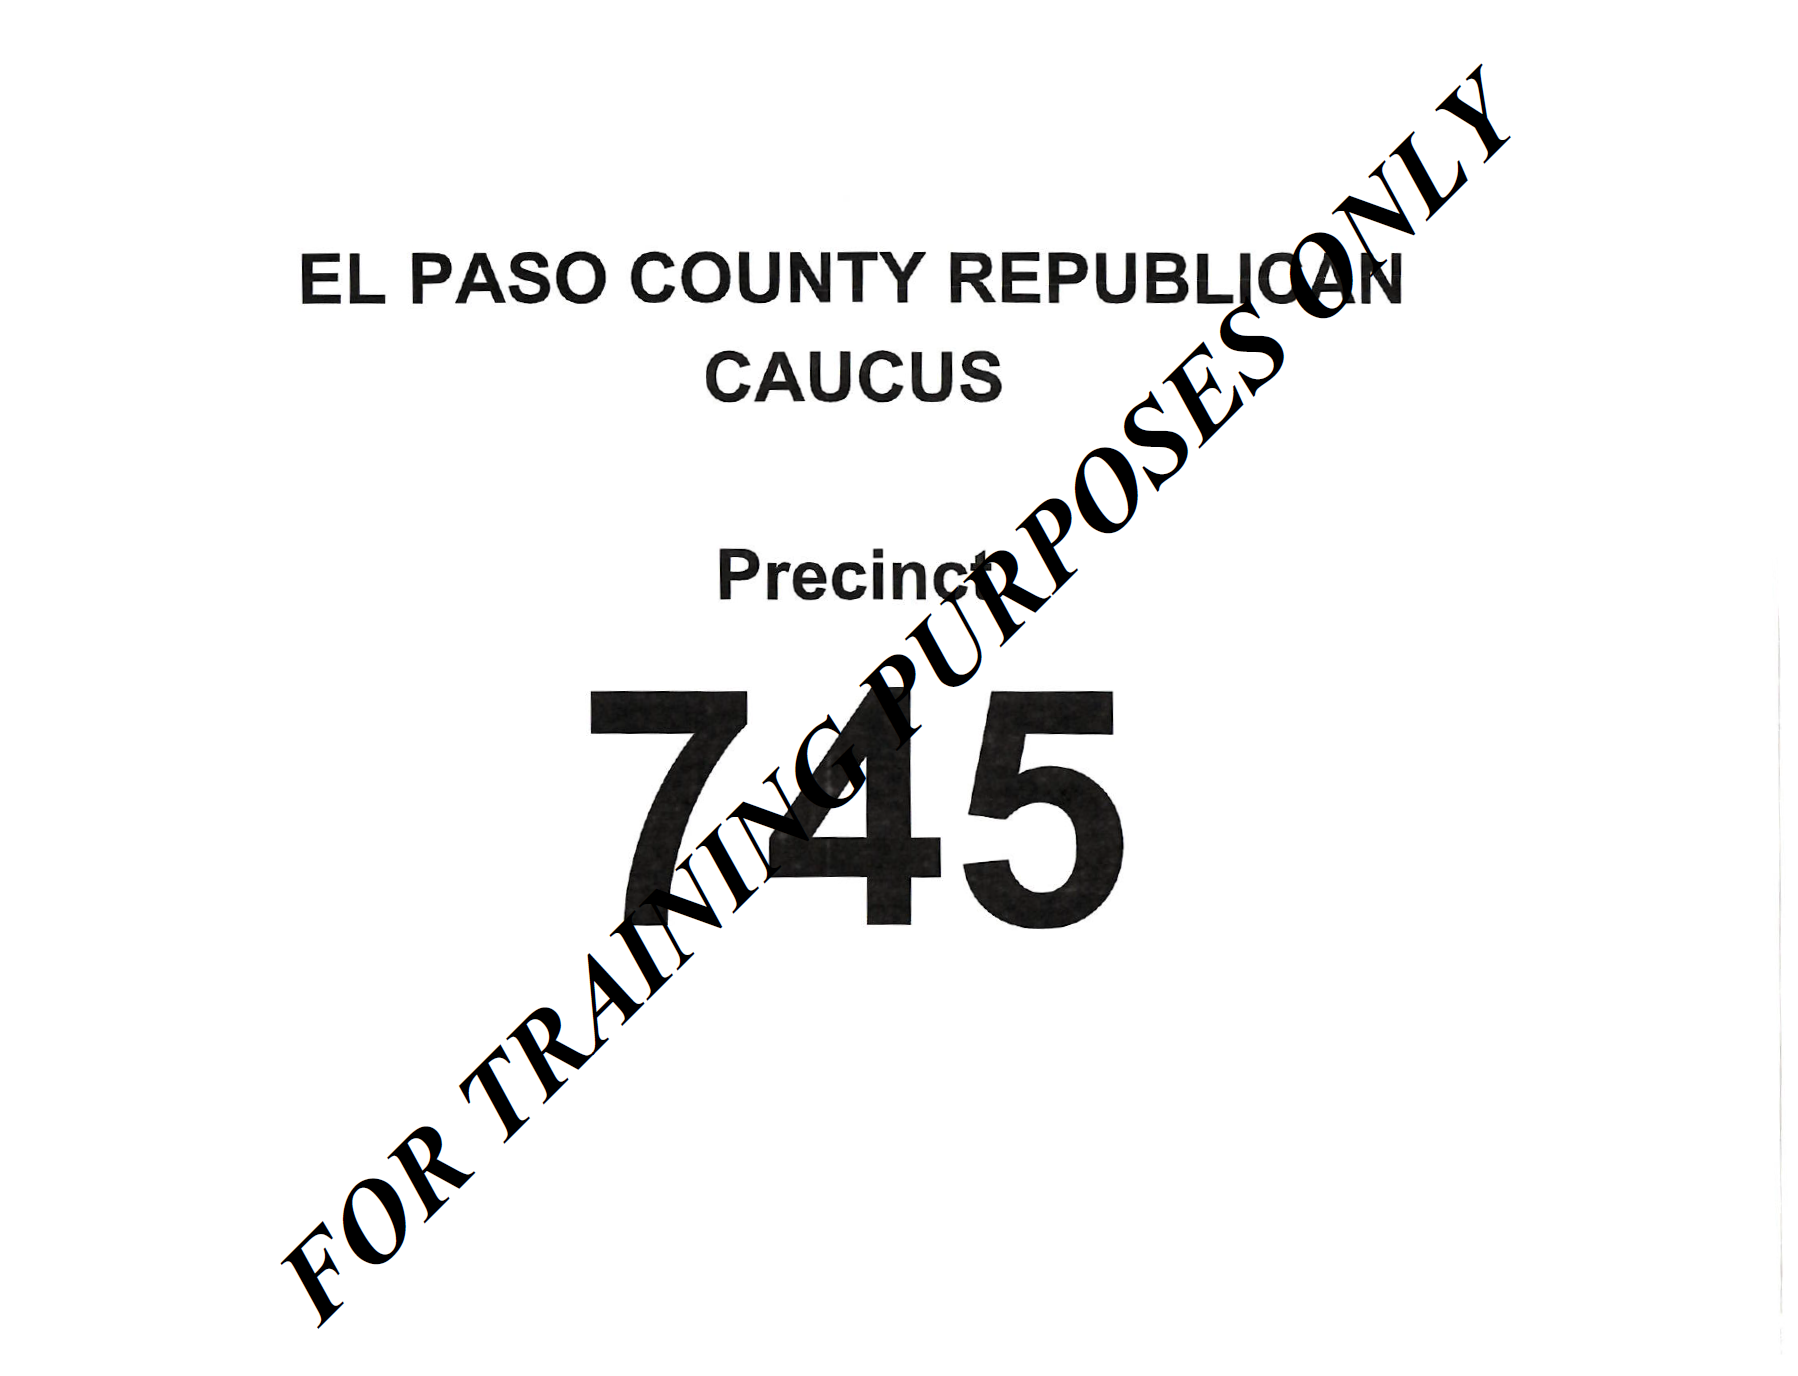 EL PASO COUNTY REPUBLICAN
CAUCUS
Precinct
745
FOR TRAINING PURPOSES ONLY